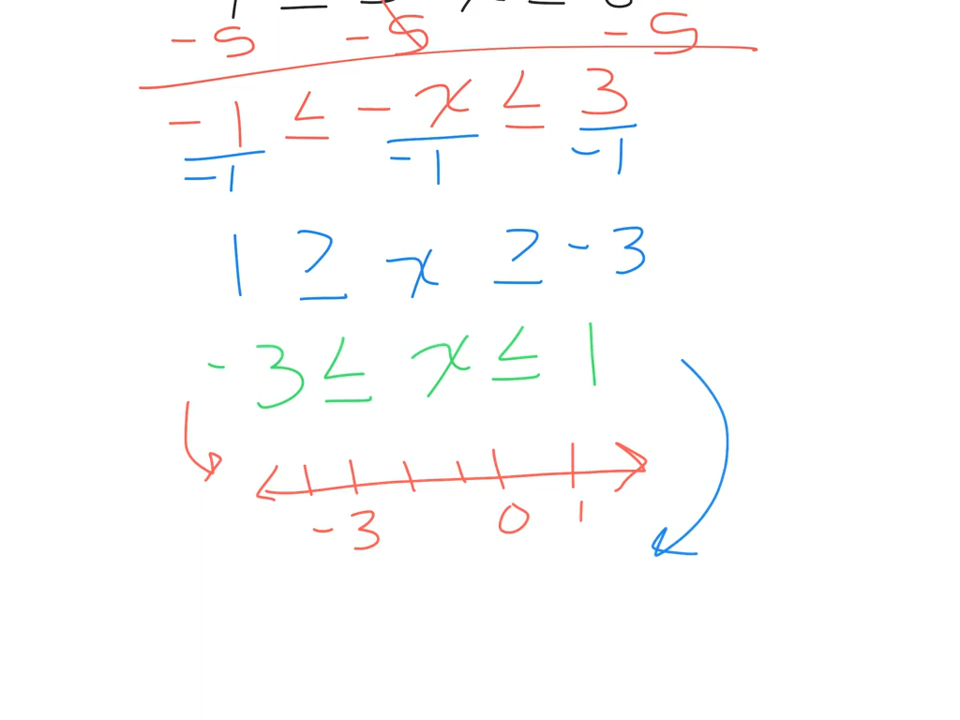 -5 -5 -5
-1 ≤ -x ≤ 3
-1 -1 -1
1 ≥ x ≥ -3
-3 ≤ x ≤ 1
-3 0 1